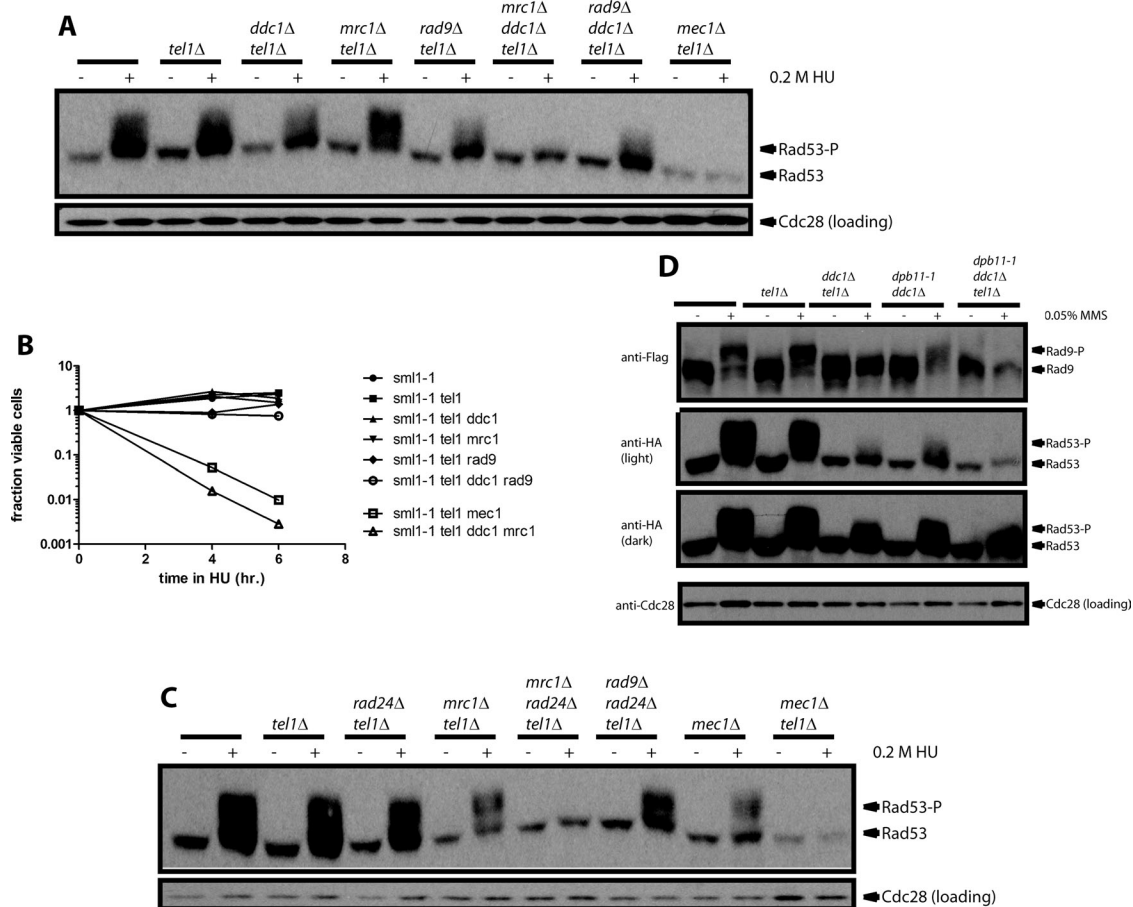 A
tel1Δ
ddc1Δ
tel1Δ
mrc1Δ
tel1Δ
rad9Δ
tel1Δ
mrc1Δ
ddc1Δ
tel1Δ
rad9Δ
ddc1Δ
tel1Δ
mec1Δ
tel1Δ
- + - + - + - + - + - + - + - + 0.2 M HU
Rad53-P
Rad53
Cdc28 (loading)
B
fraction viable cells
10
1
0.1
0.01
0.001
0 2 4 6 8
time in HU (hr.)
sml1-1
sml1-1 tel1
sml1-1 tel1 ddc1
sml1-1 tel1 mrc1
sml1-1 tel1 rad9
sml1-1 tel1 ddc1 rad9
sml1-1 tel1 mec1
sml1-1 tel1 ddc1 mrc1
D
tel1Δ
ddc1Δ
tel1Δ
dpb11-1
ddc1Δ
dpb11-1
ddc1Δ
tel1Δ
- + - + - + - + - + 0.05% MMS
anti-Flag
Rad9-P
Rad9
anti-HA
(light)
Rad53-P
Rad53
anti-HA
(dark)
Rad53-P
Rad53
anti-Cdc28
Cdc28 (loading)
C
tel1Δ
rad24Δ
tel1Δ
mrc1Δ
tel1Δ
mrc1Δ
rad24Δ
tel1Δ
rad9Δ
rad24Δ
tel1Δ
mec1Δ
mec1Δ
tel1Δ
- + - + - + - + - + - + - + - + 0.2 M HU
Rad53-P
Rad53
Cdc28 (loading)